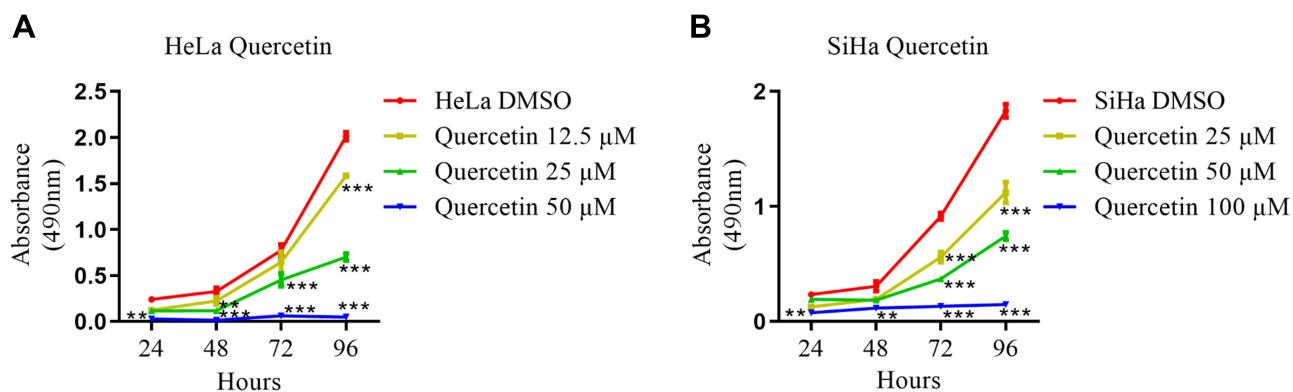 A
HeLa Quercetin
Absorbance
(490nm)
2.5
2.0
1.5
1.0
0.5
0.0
24
48
72
96
Hours
HeLa DMSO
Quercetin 12.5 μM
Quercetin 25 μM
Quercetin 50 μM
***
***
***
***
***
**
***
**
B
SiHa Quercetin
Absorbance
(490nm)
2
1
0
24
48
72
96
Hours
SiHa DMSO
Quercetin 25 μM
Quercetin 50 μM
Quercetin 100 μM
***
***
***
***
***
***
**
**